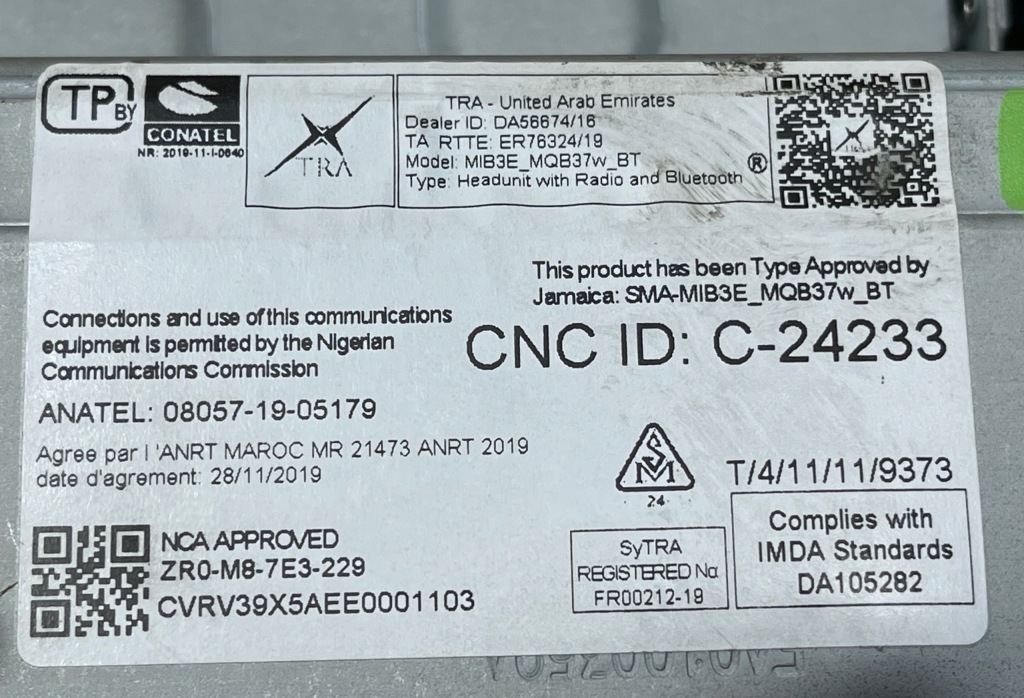 TP BY
CONATEL
NR: 2019-11-I-0640
TRA
TRA - United Arab Emirates
Dealer ID: DA56674/16
TA RTTE: ER76324/19
Model: MIB3E_MQB37w_BT
Type: Headunit with Radio and Bluetooth
®
This product has been Type Approved by
Jamaica: SMA-MIB3E_MQB37w_BT
Connections and use of this communications
equipment is permitted by the Nigerian
Communications Commission
CNC ID: C-24233
ANATEL: 08057-19-05179
Agree par l 'ANRT MAROC MR 21473 ANRT 2019
date d'agrement: 28/11/2019
SM
24
T/4/11/11/9373
NCA APPROVED
ZR0-M8-7E3-229
CVRV39X5AEE0001103
SyTRA
REGISTERED No
FR00212-19
Complies with
IMDA Standards
DA105282